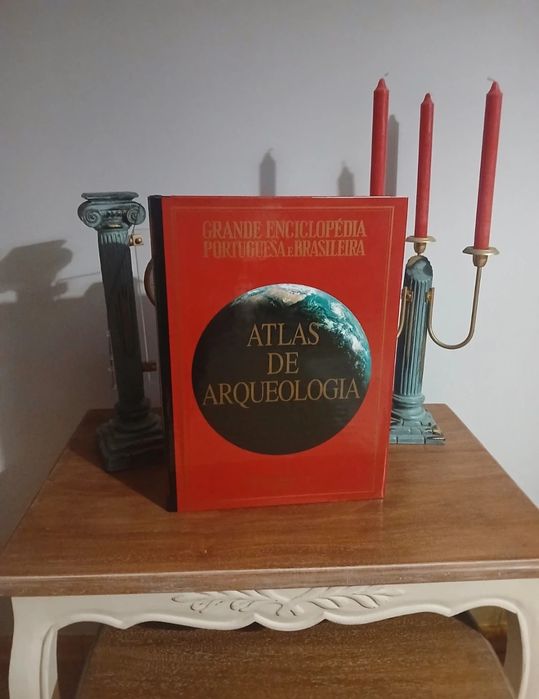 GRANDE ENCICLOPÉDIA
PORTUGUESA E BRASILEIRA
ATLAS
DE
ARQUEOLOGIA